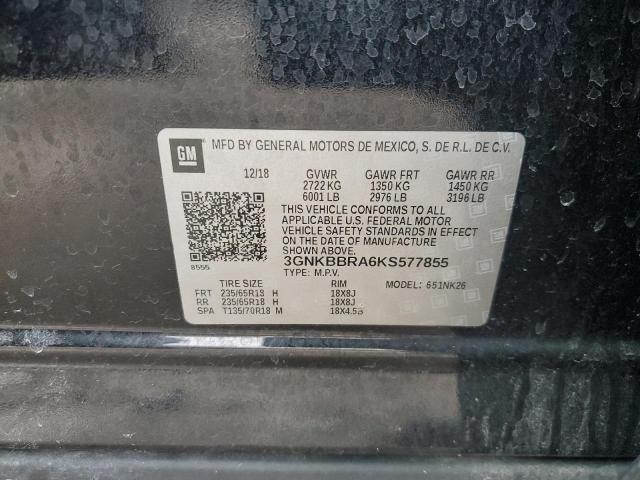 GM
MFD BY GENERAL MOTORS DE MEXICO, S. DE R.L. DE C.V.
12/18 GVWR GAWR FRT GAWR RR
2722 KG 1350 KG 1450 KG
6001 LB 2976 LB 3196 LB
THIS VEHICLE CONFORMS TO ALL
APPLICABLE U.S. FEDERAL MOTOR
VEHICLE SAFETY STANDARDS IN EFFECT
ON THE DATE OF MANUFACTURE
SHOWN ABOVE.
8555 3GNKBBRA6KS577855
TYPE: M.P.V.
TIRE SIZE RIM MODEL: 651NK26
FRT 235/65R18 H 18X8J
RR 235/65R18 H 18X8J
SPA T135/70R18 M 18X4.5B